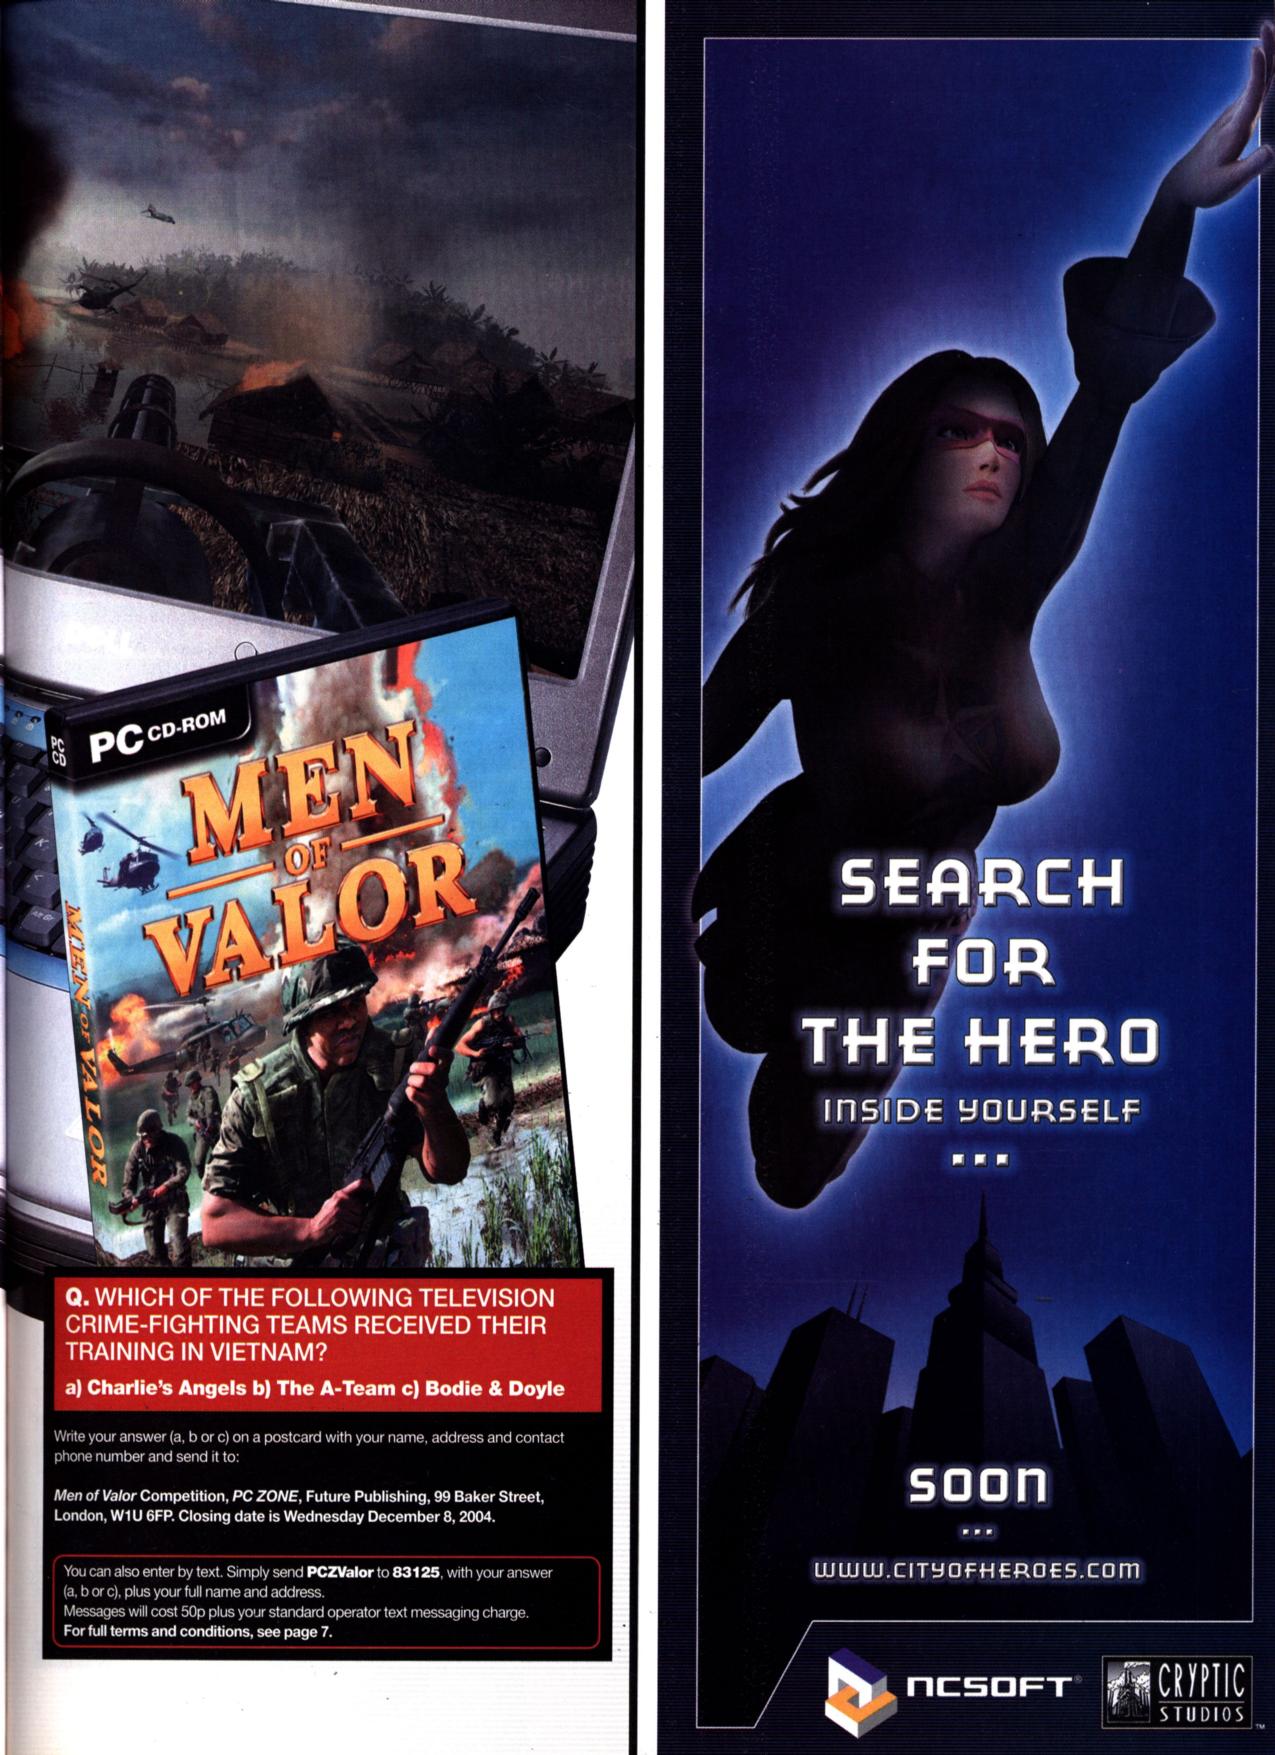 PC CD-ROM
PC
CD
MEN
OF
VALOR
MEN OF VALOR
Q. WHICH OF THE FOLLOWING TELEVISION
CRIME-FIGHTING TEAMS RECEIVED THEIR
TRAINING IN VIETNAM?
a) Charlie's Angels b) The A-Team c) Bodie & Doyle
Write your answer (a, b or c) on a postcard with your name, address and contact
phone number and send it to:
Men of Valor Competition, PC ZONE, Future Publishing, 99 Baker Street,
London, W1U 6FP. Closing date is Wednesday December 8, 2004.
You can also enter by text. Simply send PCZValor to 83125, with your answer
(a, b or c), plus your full name and address.
Messages will cost 50p plus your standard operator text messaging charge.
For full terms and conditions, see page 7.
SEARCH
FOR
THE HERO
INSIDE YOURSELF
...
SOON
...
WWW.CITYOFHEROES.COM
NCSOFT®
CRYPTIC
STUDIOS
™